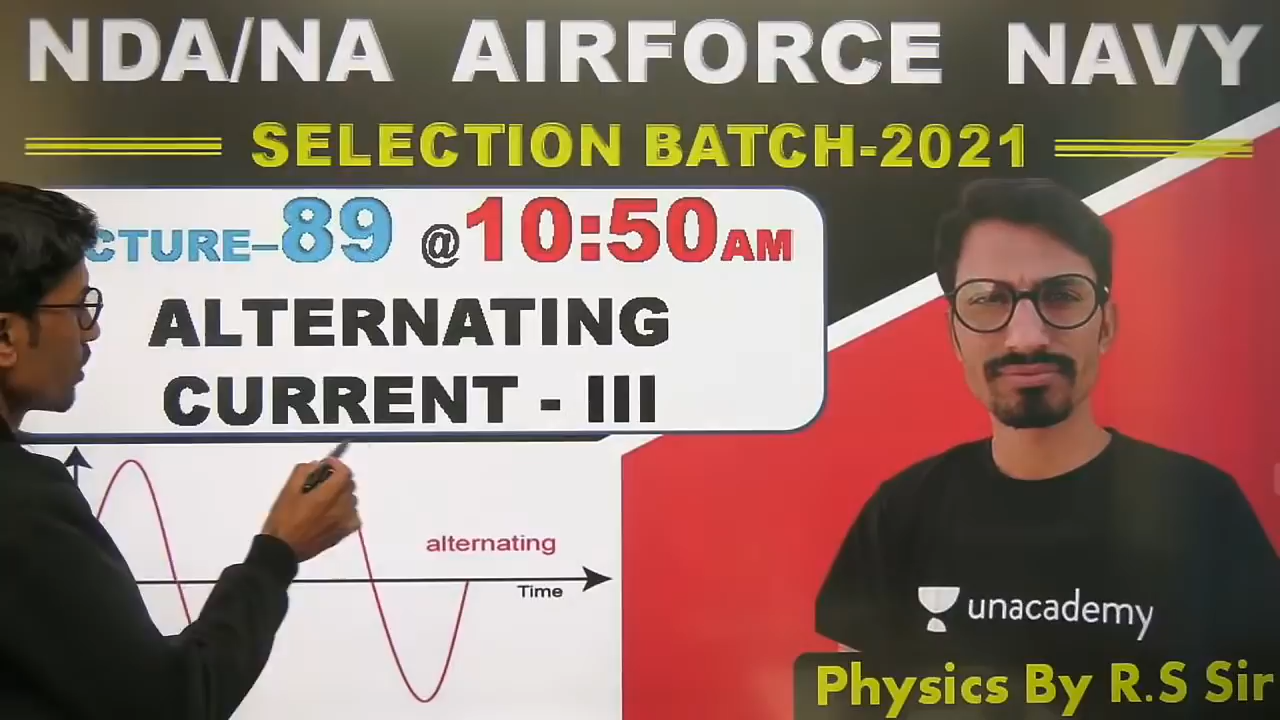 NDA/NA AIRFORCE NAVY
SELECTION BATCH-2021
CTURE-89 @10:50AM
ALTERNATING
CURRENT - III
alternating
Time
unacademy
Physics By R.S Sir